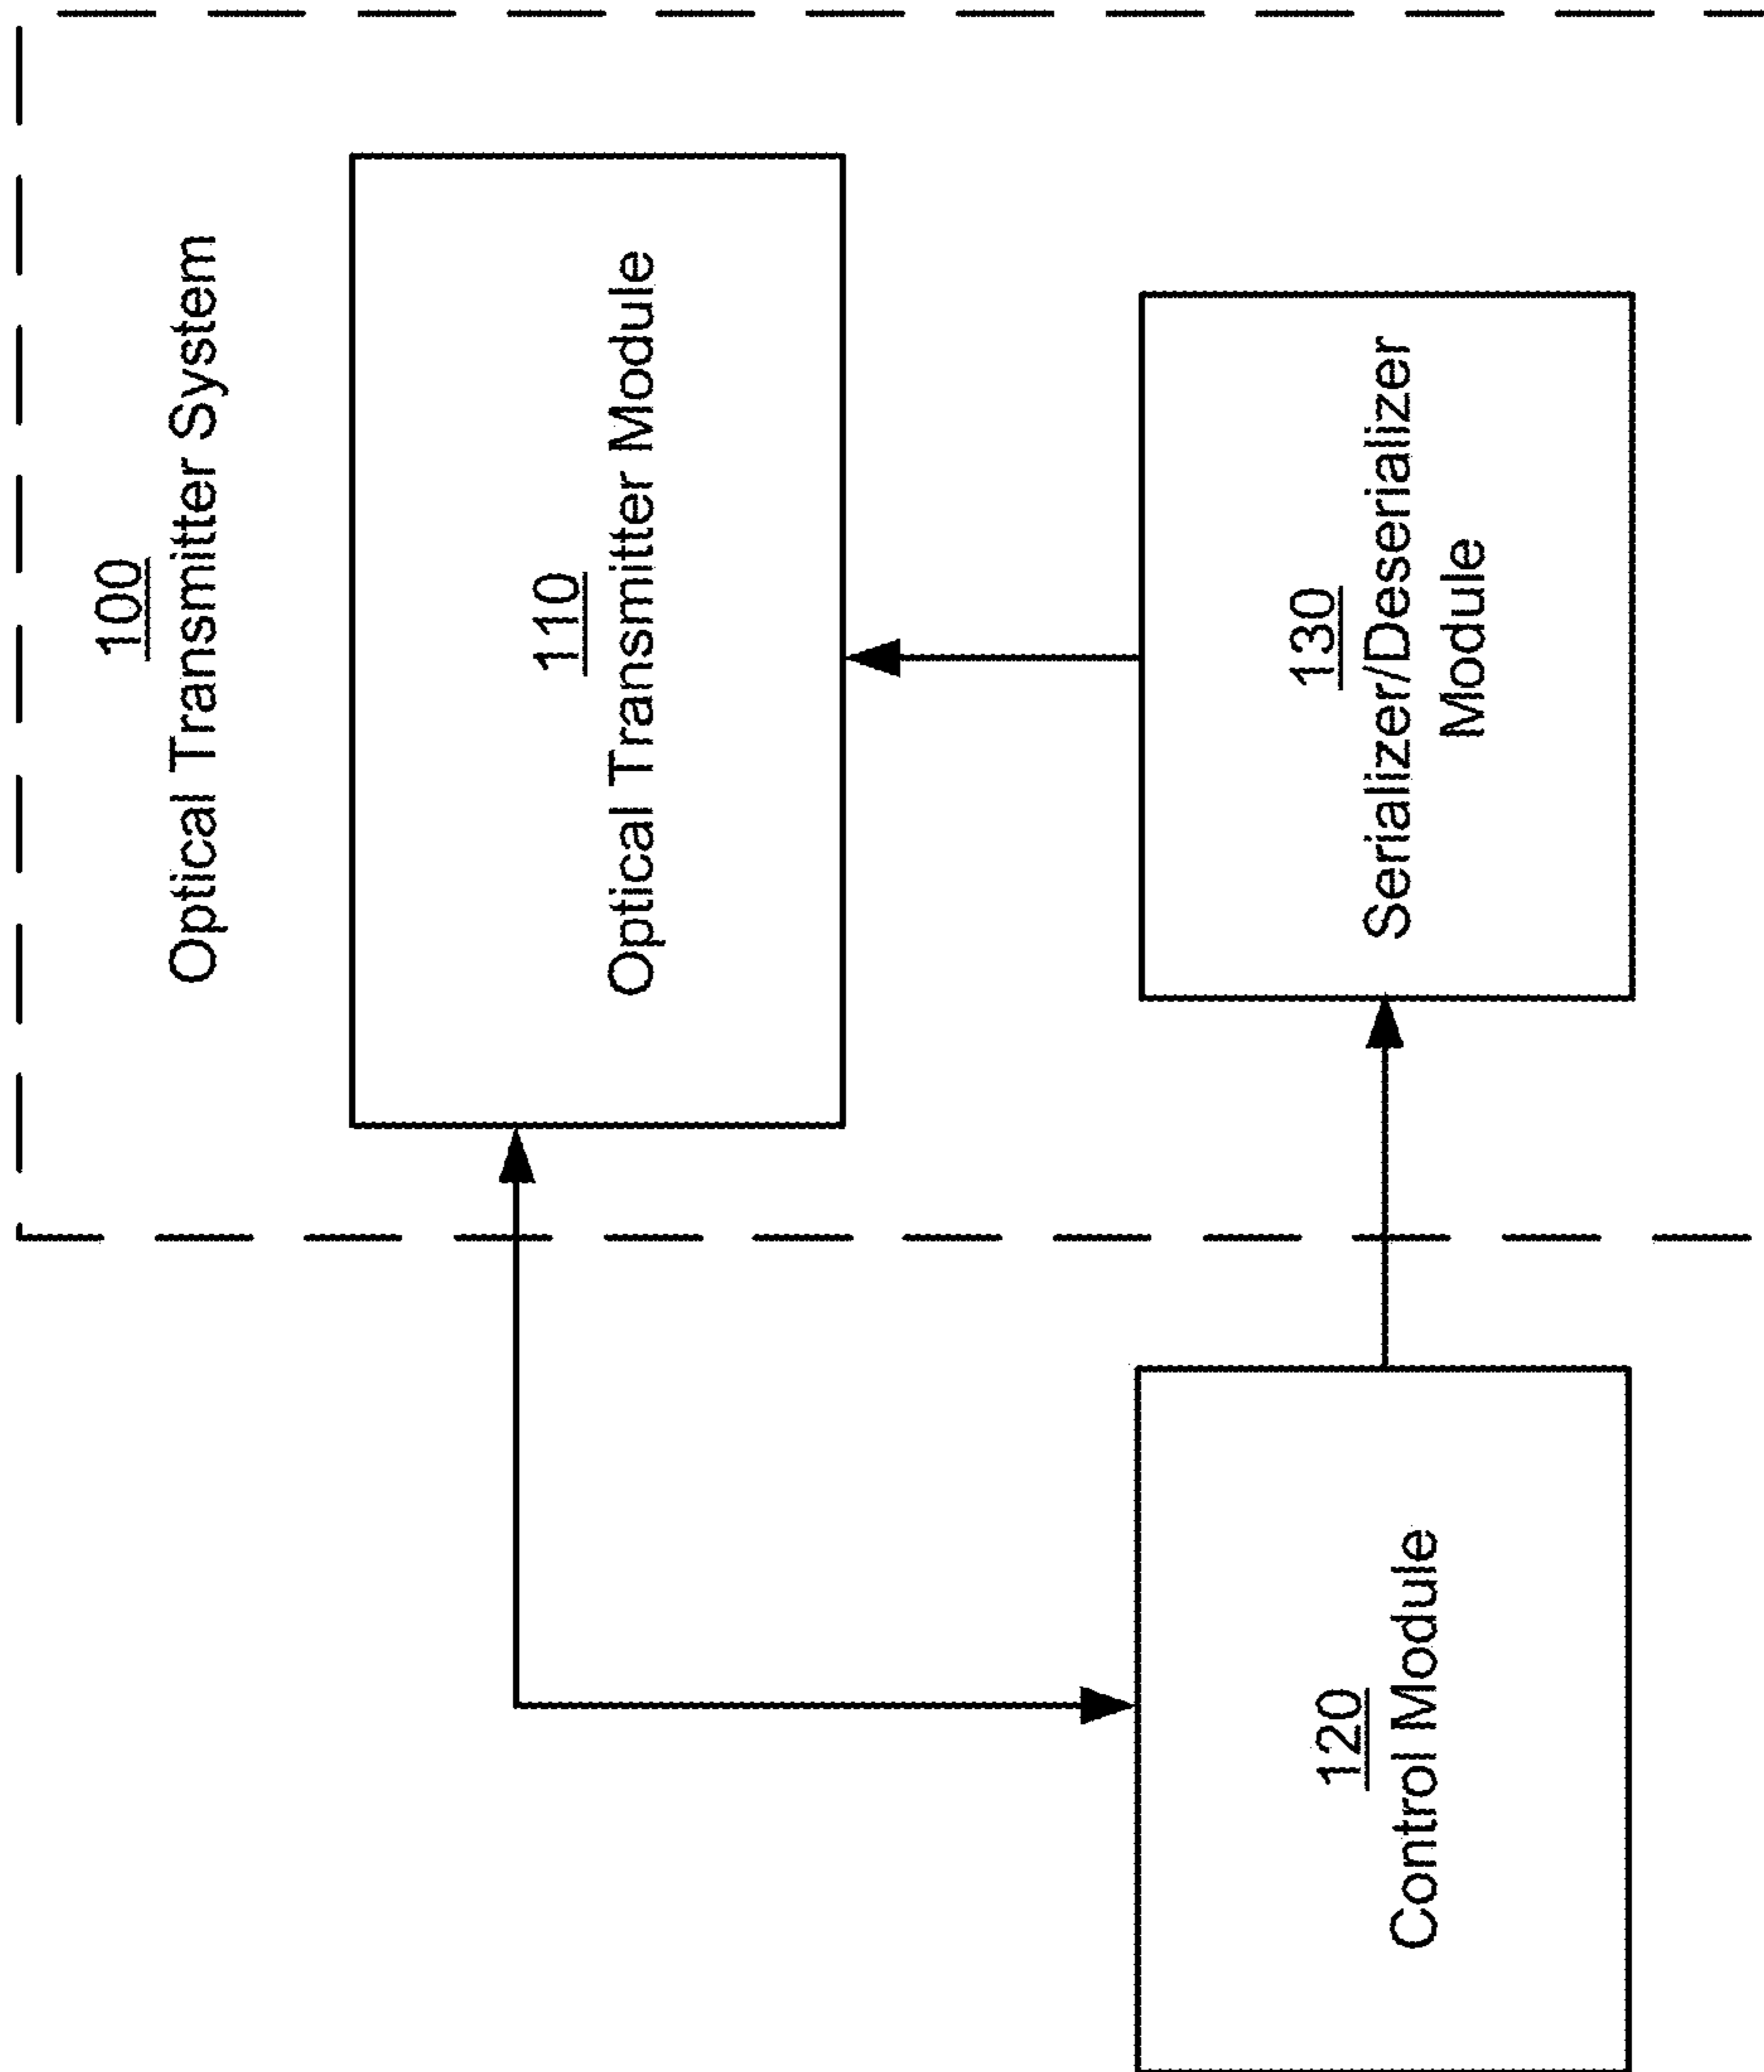 100
Optical Transmitter System
110
Optical Transmitter Module
120
Control Module
130
Serializer/Deserializer
Module